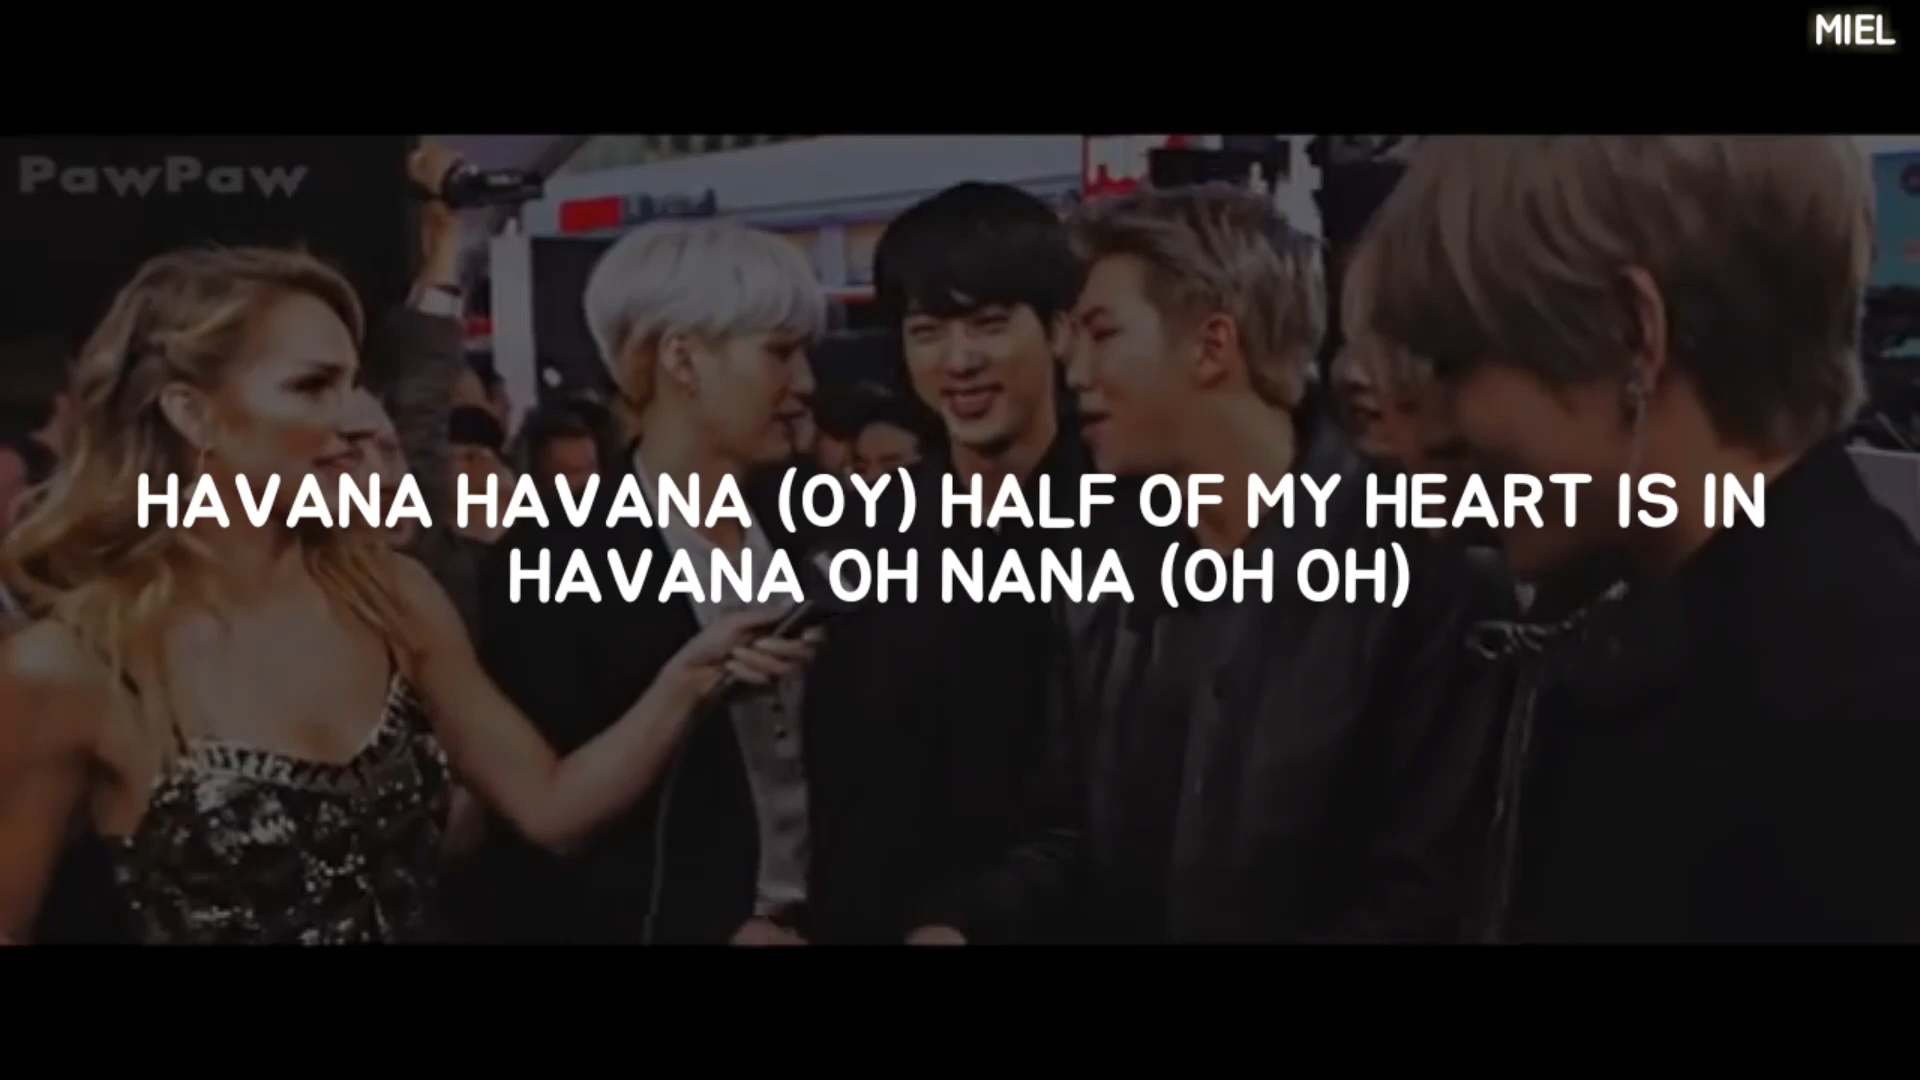 MIEL
PawPaw
HAVANA HAVANA (OY) HALF OF MY HEART IS IN
HAVANA OH NANA (OH OH)